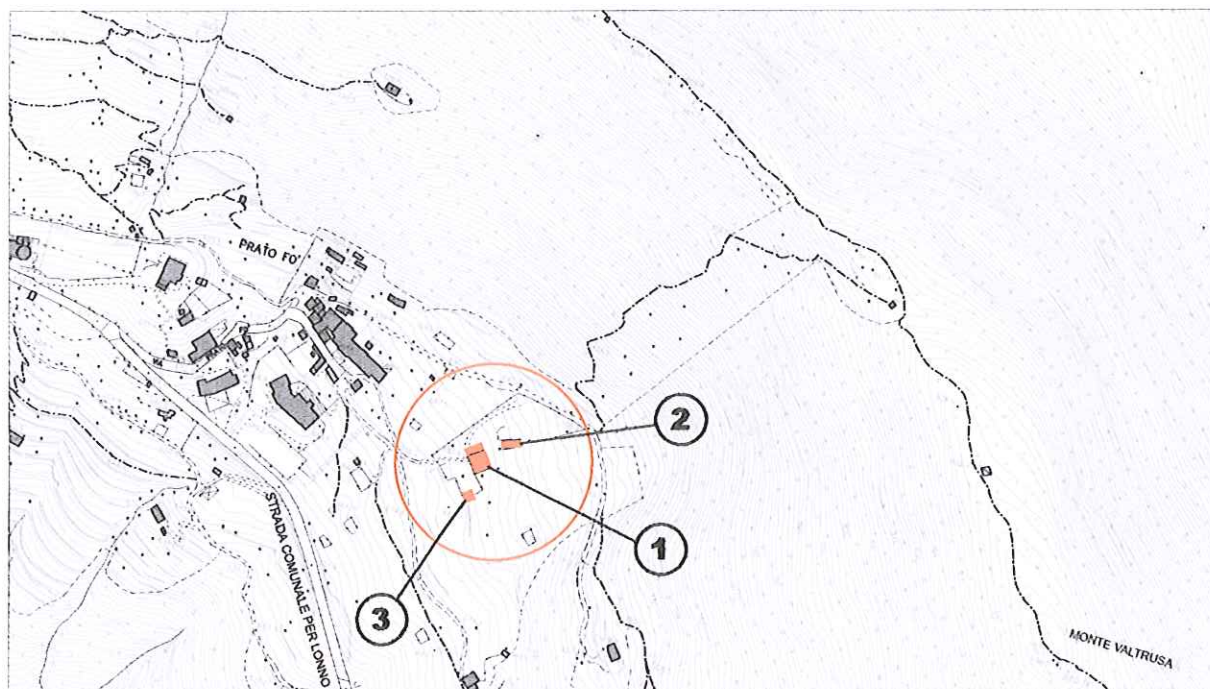 PRATO FO
2
1
3
STRADA COMUNALE PER LONNO
MONTE VALTRUSA